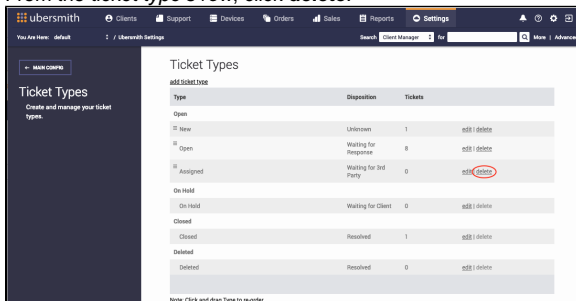 From the ticket type's row, click delete.
ubersmith Clients Support Devices Orders Sales Reports Settings
You Are Here: default / Ubersmith Settings Search Client Manager for More | Advanced
← MAIN CONFIG
Ticket Types
Create and manage your ticket
types.
Ticket Types
add ticket type
Type Disposition Tickets
Open
New Unknown 1 edit | delete
Open Waiting for Response 8 edit | delete
Assigned Waiting for 3rd Party 0 edit | delete
On Hold
On Hold Waiting for Client 0 edit | delete
Closed
Closed Resolved 1 edit | delete
Deleted
Deleted Resolved 0 edit | delete
Note: Click and drag Type to re-order